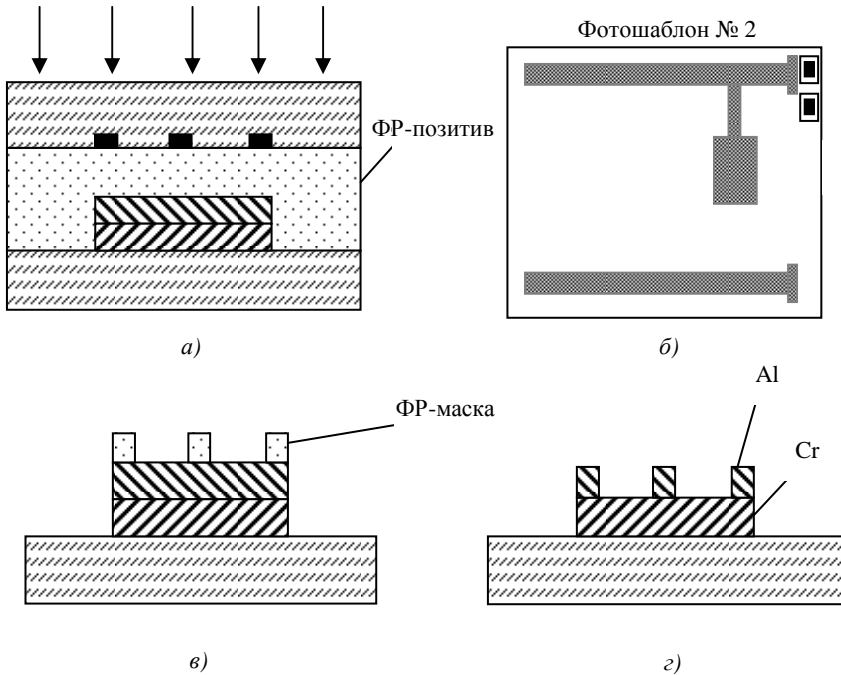 Фотошаблон № 2
ФР-позитив
а)
б)
ФР-маска
Al
Cr
в)
г)